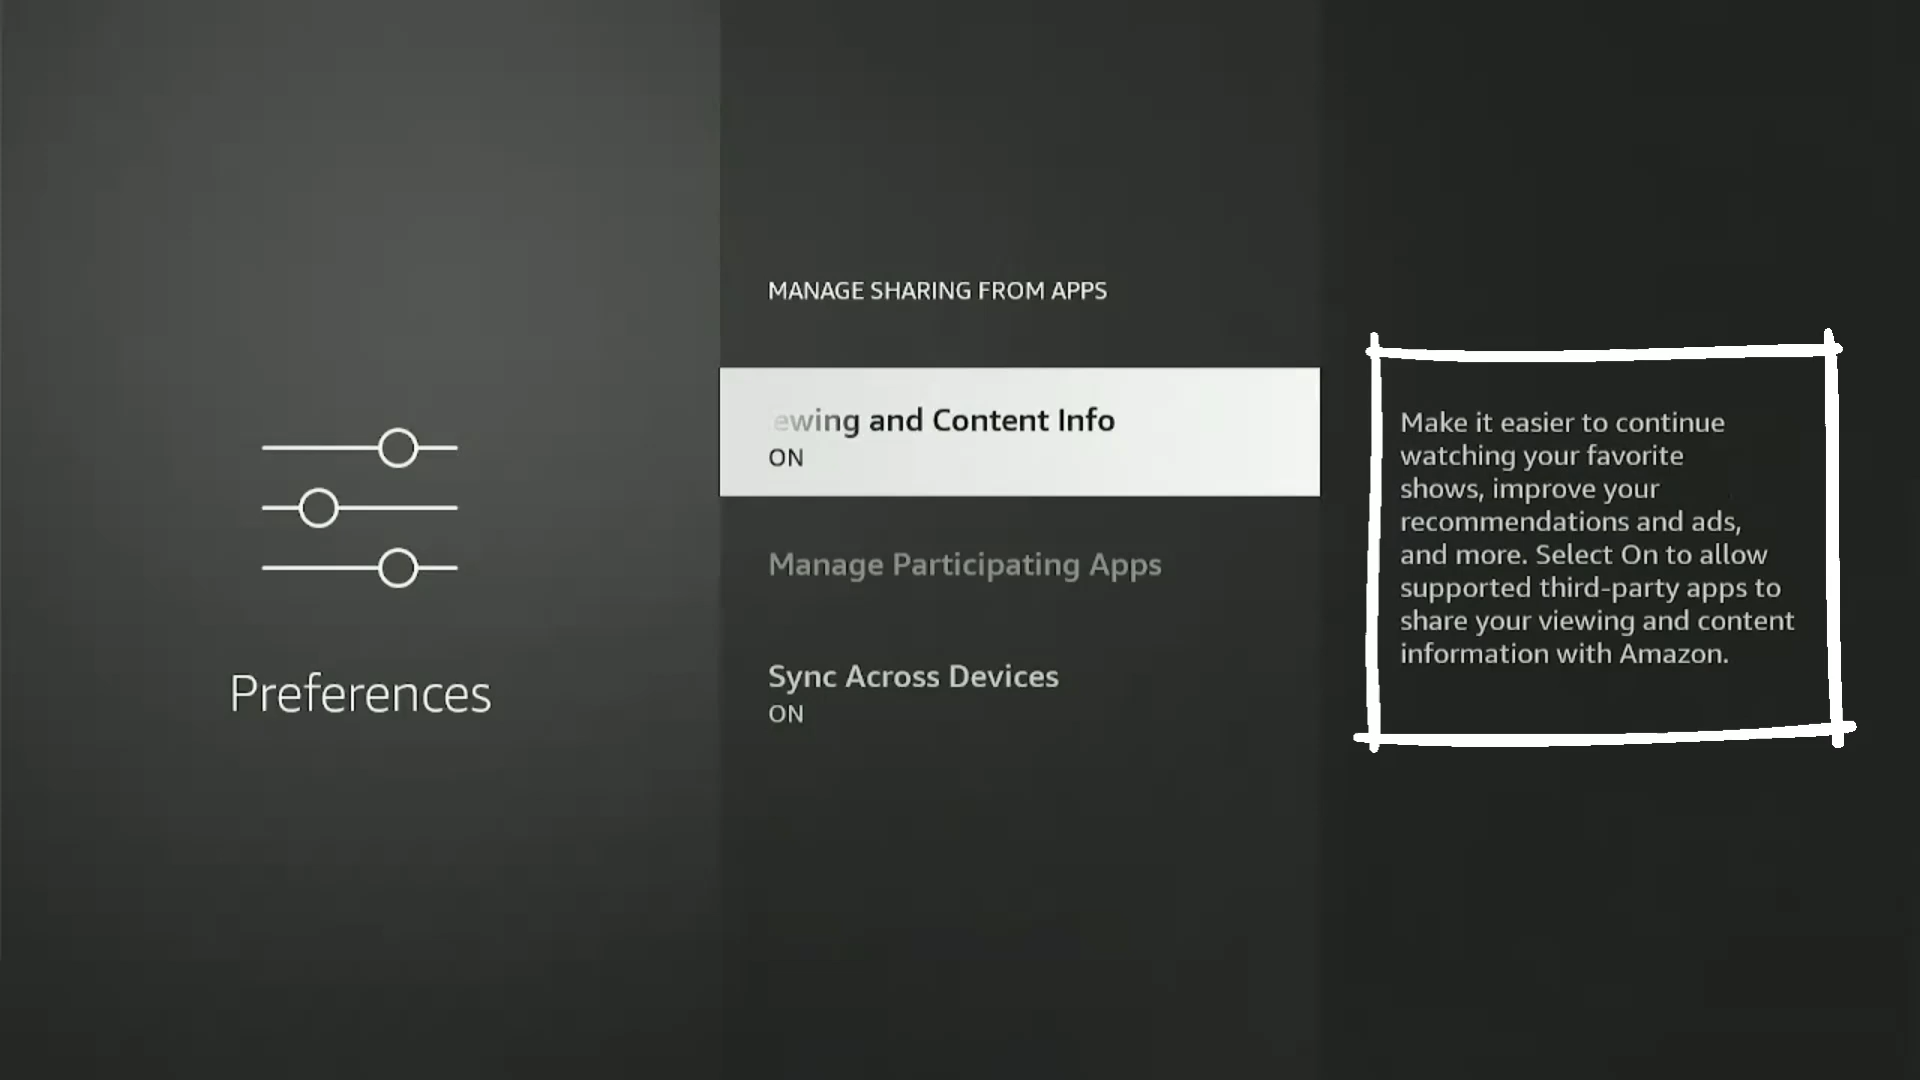 MANAGE SHARING FROM APPS
ewing and Content Info
ON
Manage Participating Apps
Sync Across Devices
ON
Preferences
Make it easier to continue
watching your favorite
shows, improve your
recommendations and ads,
and more. Select On to allow
supported third-party apps to
share your viewing and content
information with Amazon.